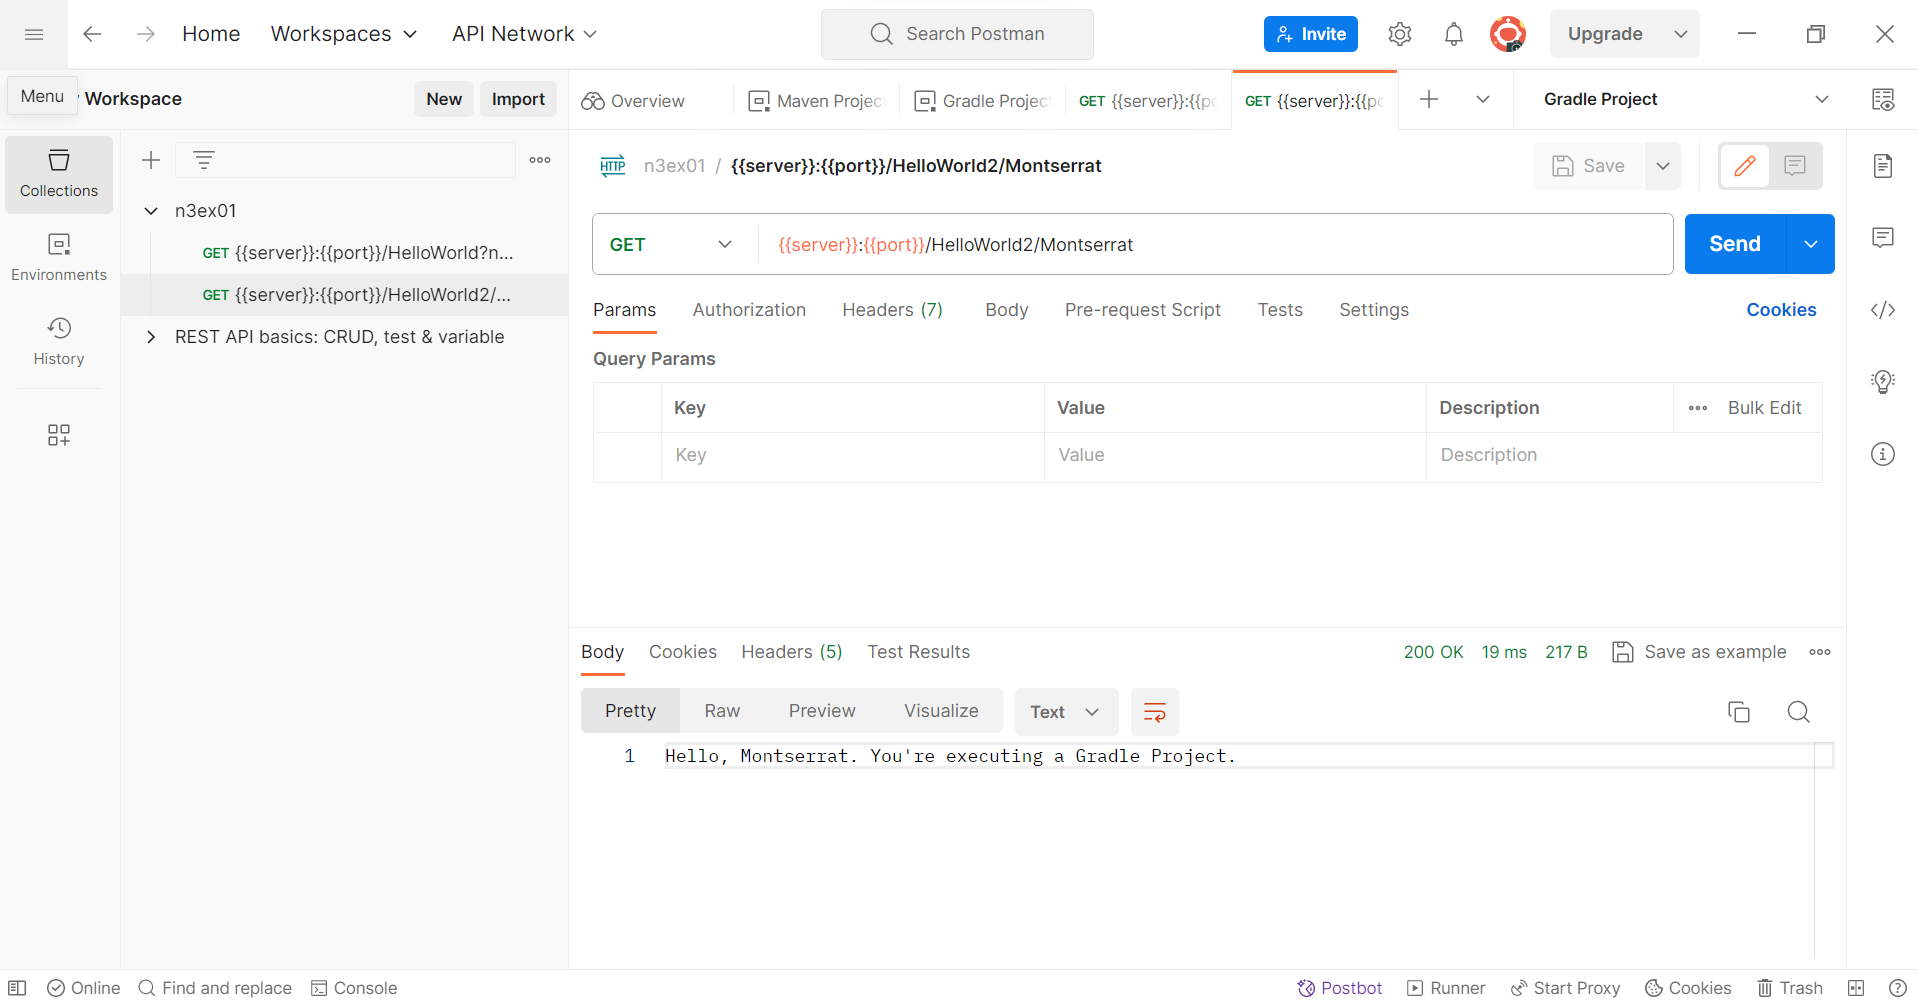 Home Workspaces API Network Search Postman Invite Upgrade
Menu
Workspace New Import Overview Maven Projec Gradle Projec GET {{server}}:{{po GET {{server}}:{{po Gradle Project
Collections
Environments
History
n3ex01
GET {{server}}:{{port}}/HelloWorld?n...
GET {{server}}:{{port}}/HelloWorld2/...
REST API basics: CRUD, test & variable
HTTP n3ex01 / {{server}}:{{port}}/HelloWorld2/Montserrat Save
GET {{server}}:{{port}}/HelloWorld2/Montserrat Send
Params Authorization Headers (7) Body Pre-request Script Tests Settings Cookies
Query Params
Key Value Description Bulk Edit
Key Value Description
Body Cookies Headers (5) Test Results 200 OK 19 ms 217 B Save as example
Pretty Raw Preview Visualize Text
1 Hello, Montserrat. You're executing a Gradle Project.
Online Find and replace Console Postbot Runner Start Proxy Cookies Trash